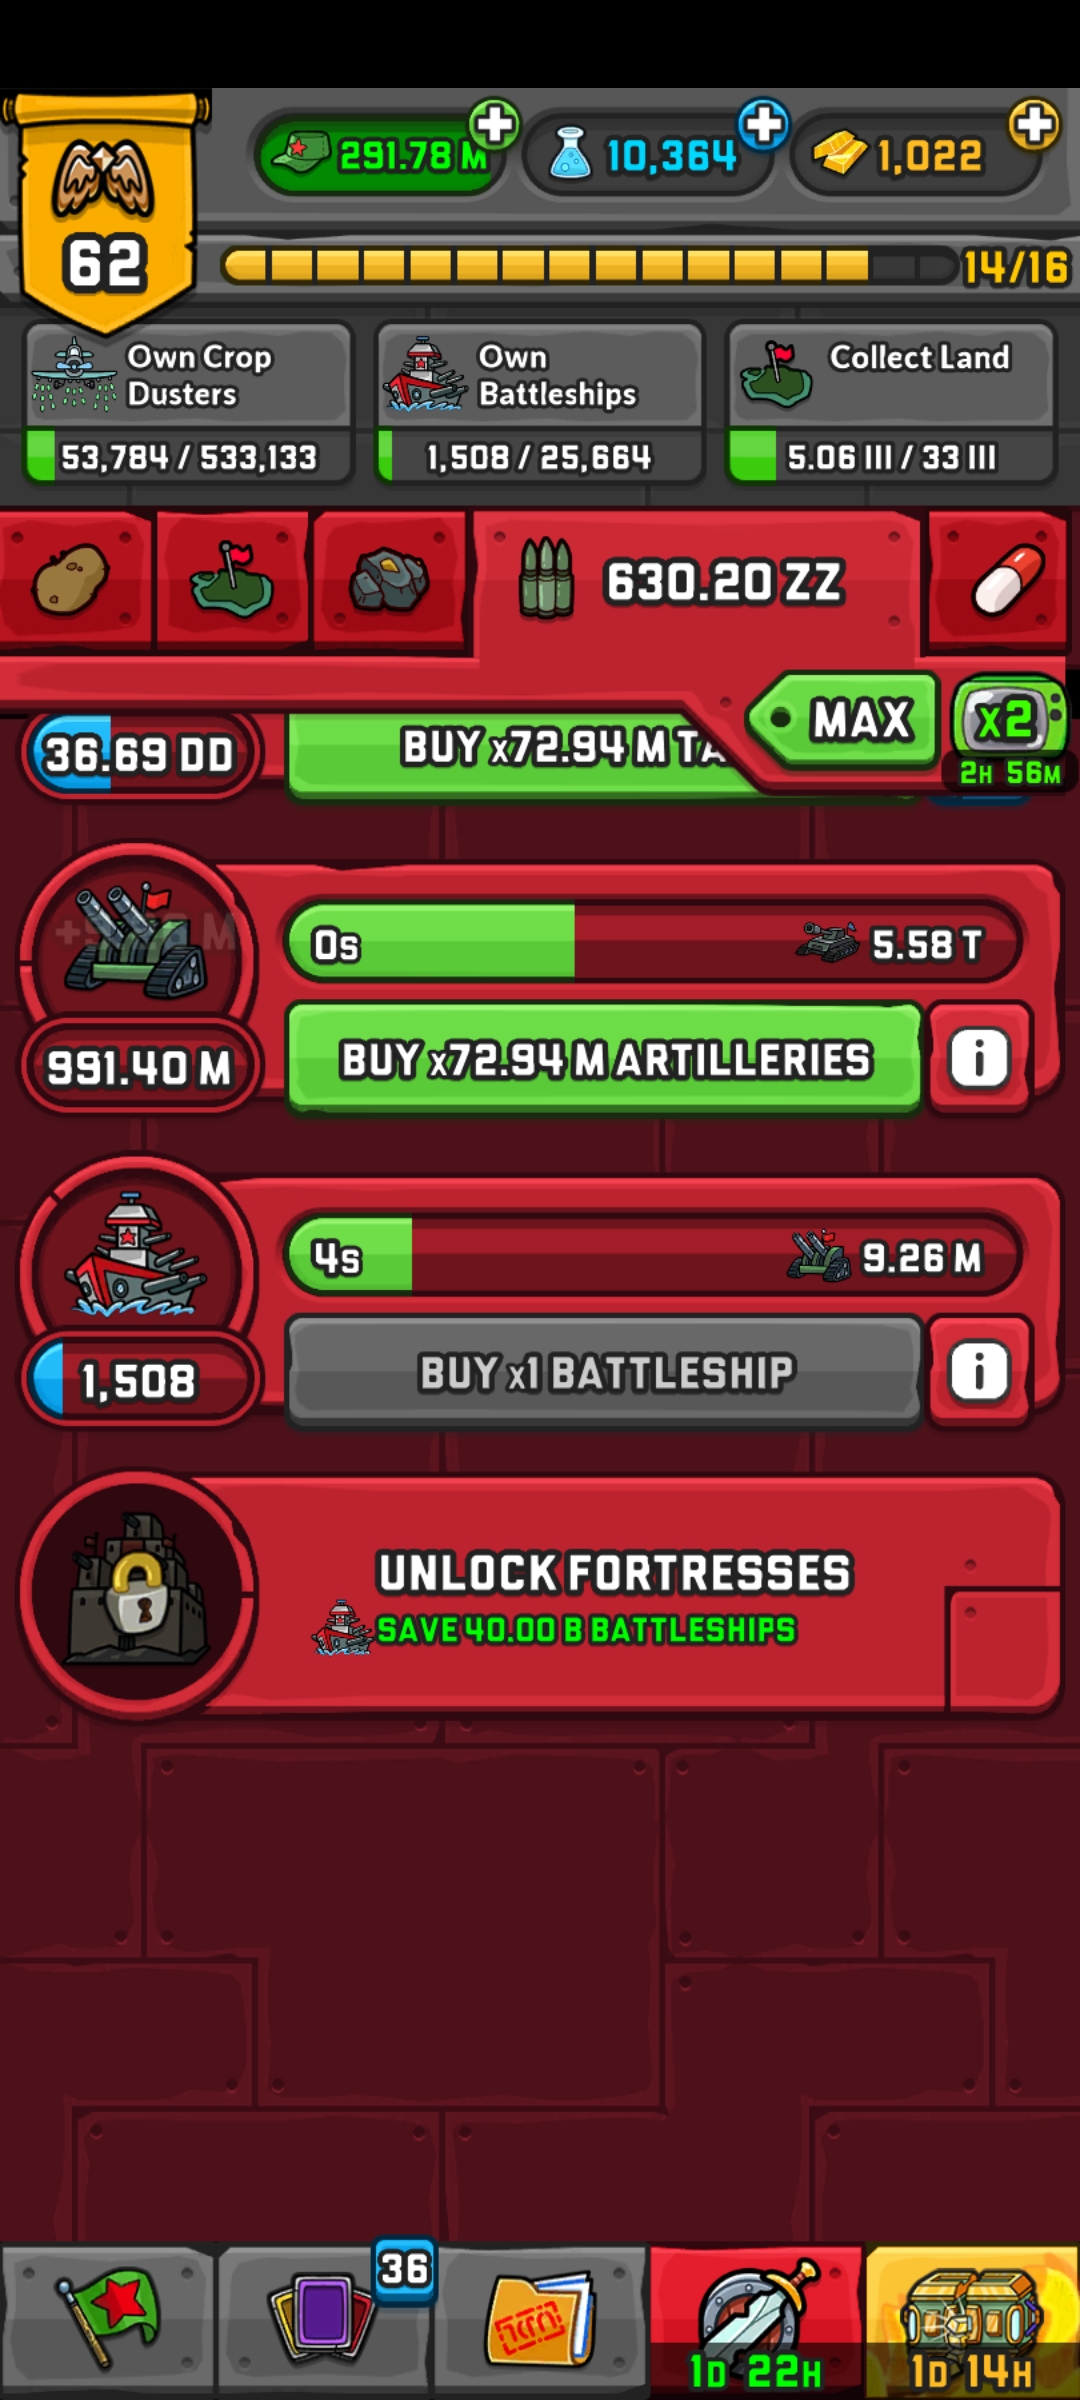 291.78 M
10,364
1,022
62
14/16
Own Crop
Dusters
53,784 / 533,133
Own
Battleships
1,508 / 25,664
Collect Land
5.06 III / 33 III
630.20 ZZ
MAX
x2
2H 56M
36.69 DD
BUY x72.94 M TA
0s
5.58 T
991.40 M
BUY x72.94 M ARTILLERIES
i
4s
9.26 M
1,508
BUY x1 BATTLESHIP
i
UNLOCK FORTRESSES
SAVE 40.00 B BATTLESHIPS
36
1D 22H
1D 14H